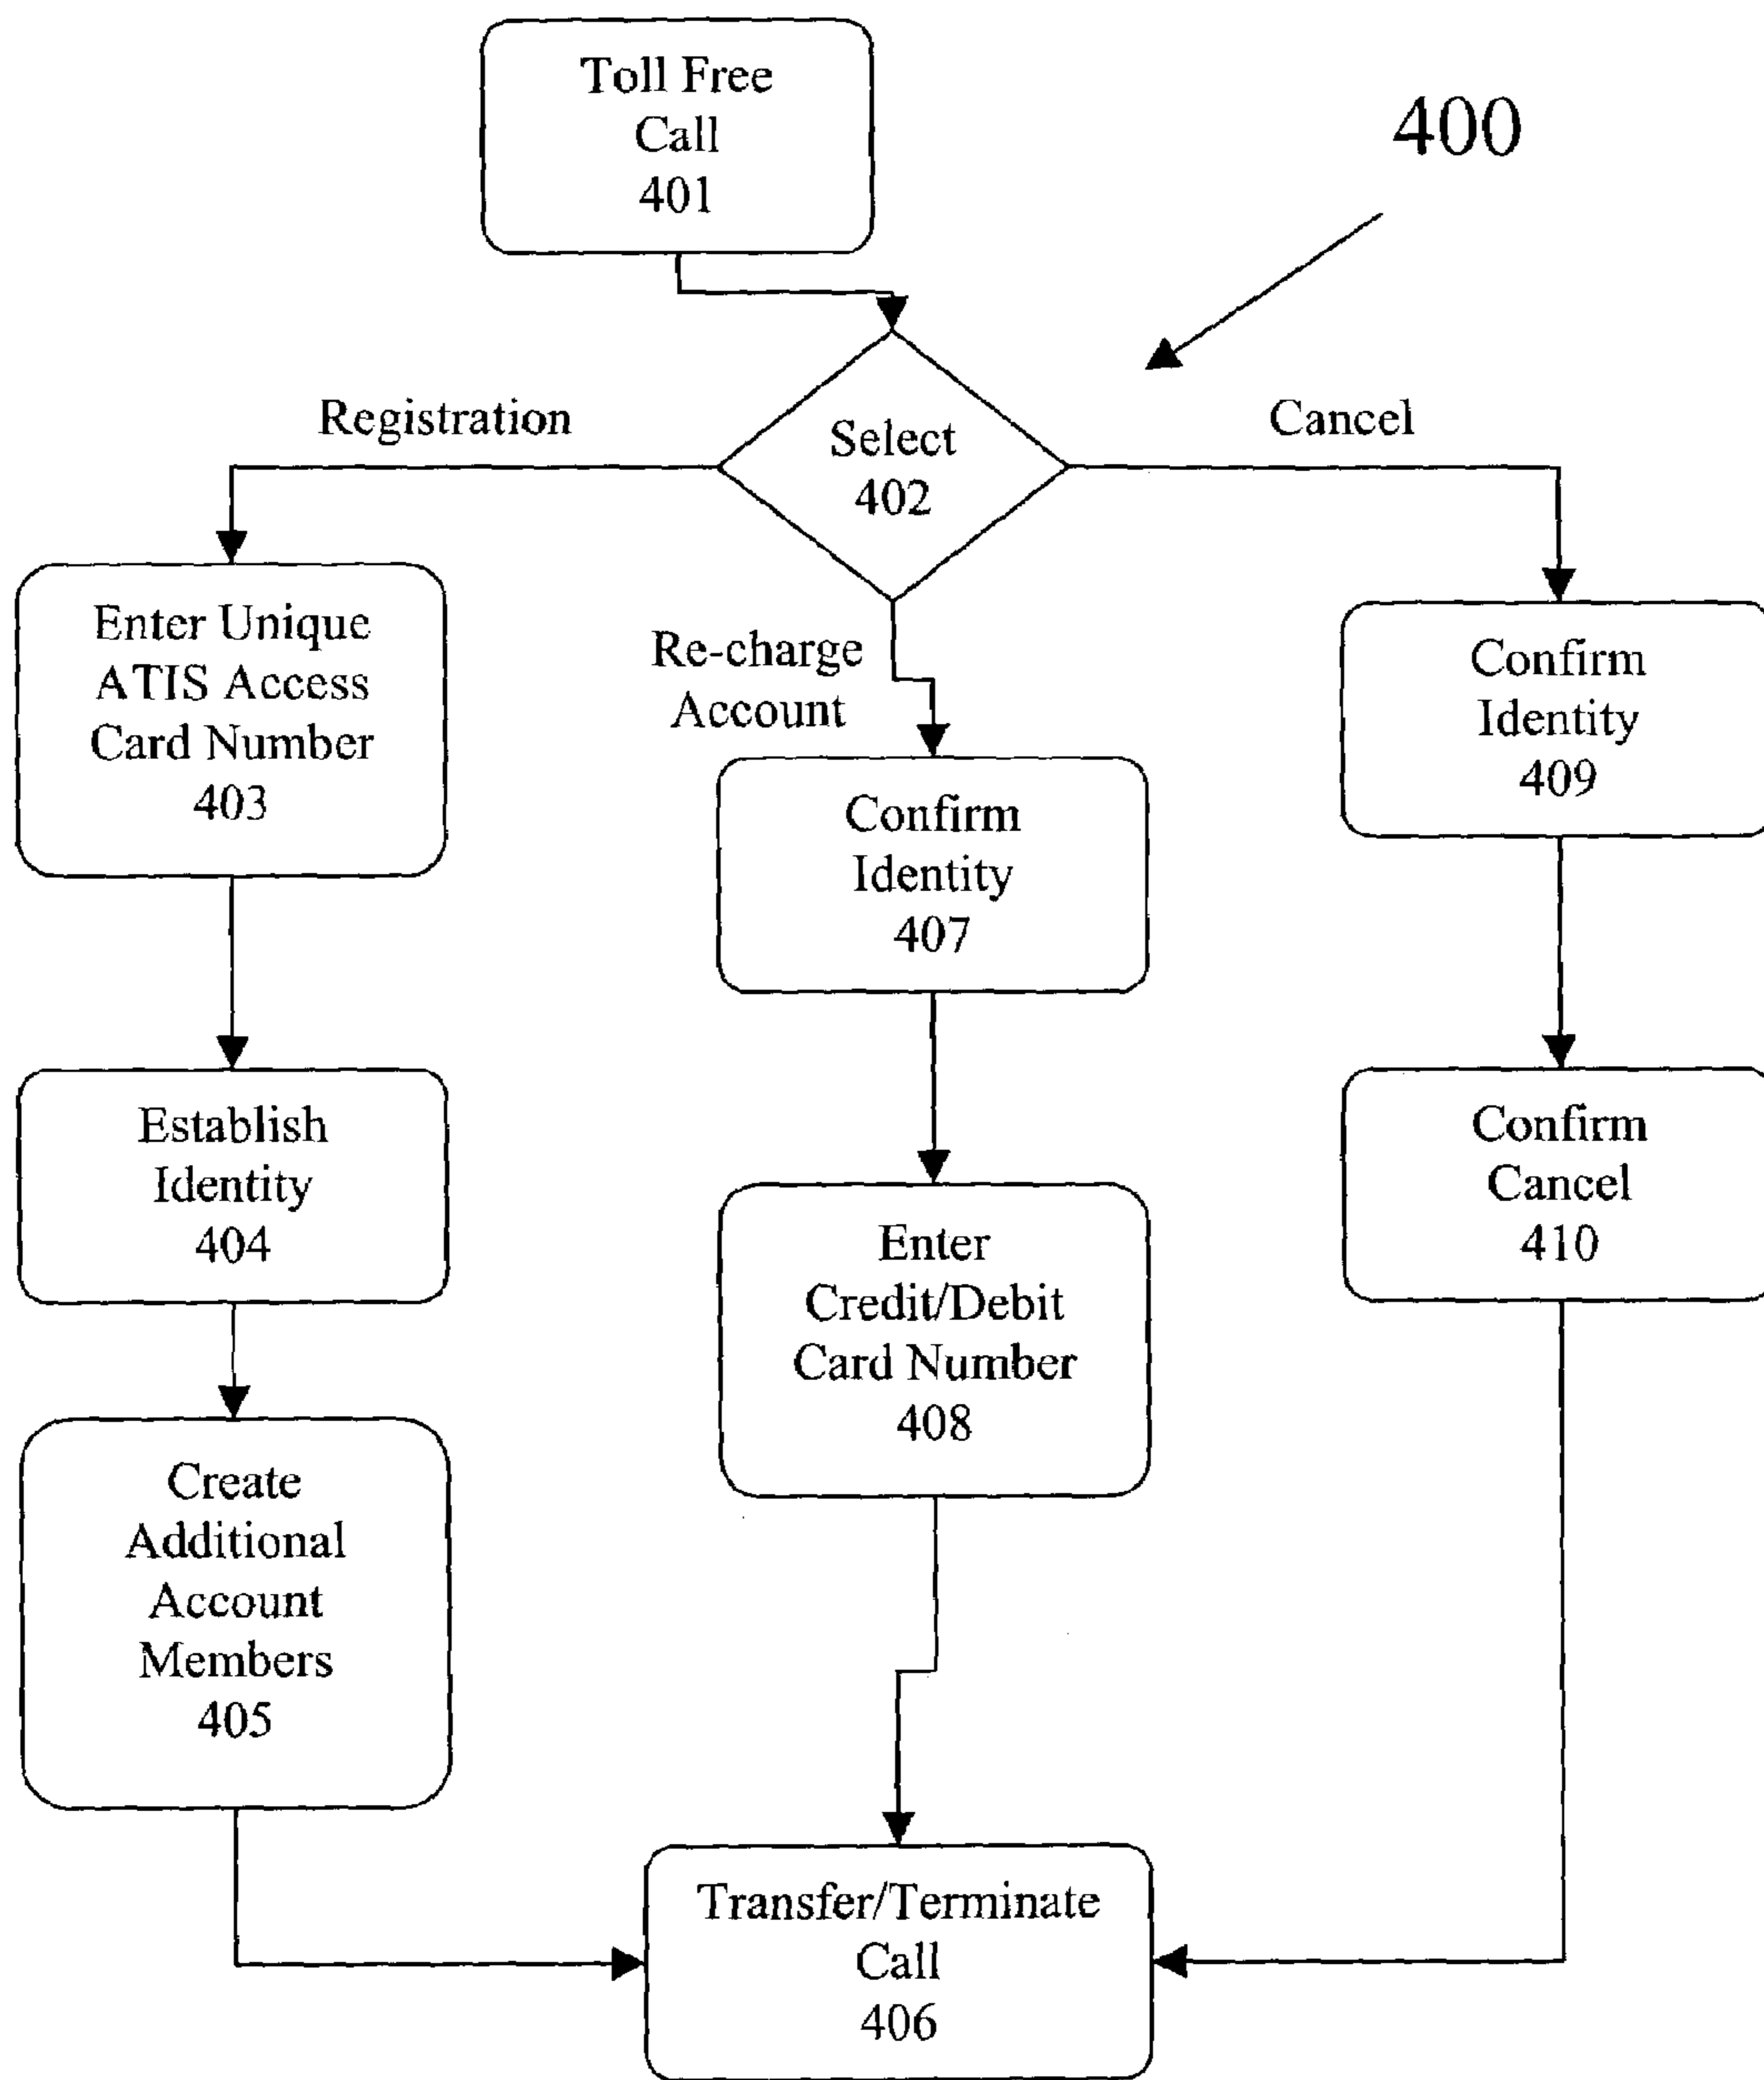 Toll Free
Call
401
400
Registration
Select
402
Cancel
Enter Unique
ATIS Access
Card Number
403
Re-charge
Account
Confirm
Identity
409
Confirm
Identity
407
Establish
Identity
404
Confirm
Cancel
410
Enter
Credit/Debit
Card Number
408
Create
Additional
Account
Members
405
Transfer/Terminate
Call
406